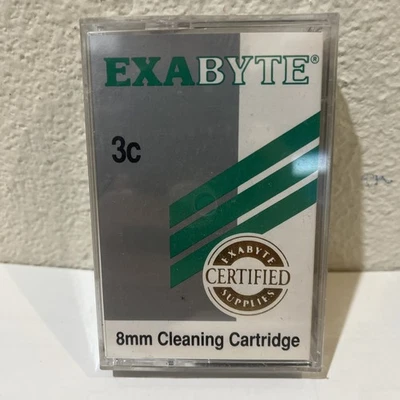 EXABYTE®
3c
EXABYTE
CERTIFIED
SUPPLIES
8mm Cleaning Cartridge